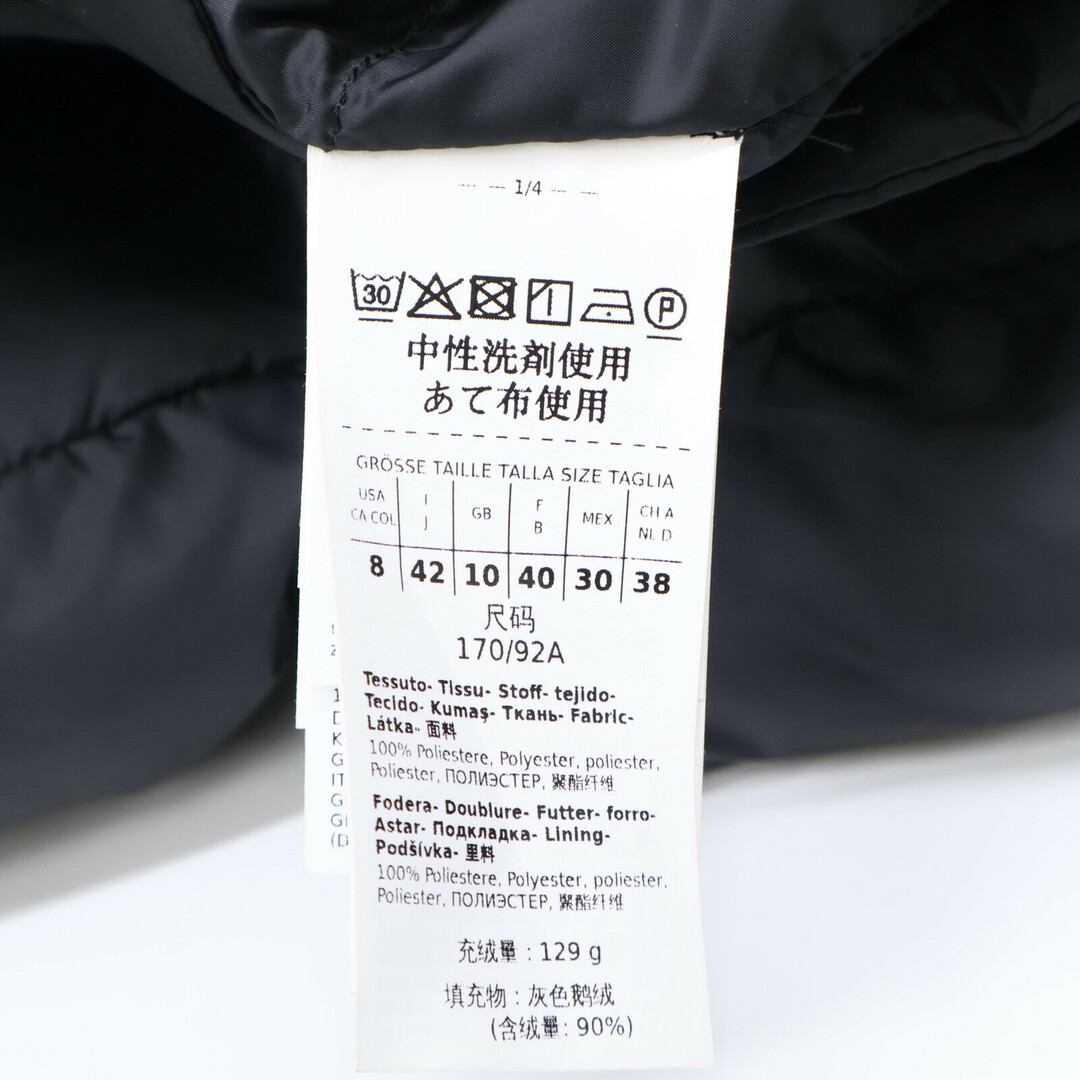 1/4
30 P
中性洗剤使用
あて布使用
GRÖSSE TAILLE TALLA SIZE TAGLIA
USA I GB F MEX CH A
CA COL J B NL D
8 42 10 40 30 38
尺码
170/92A
Tessuto- Tissu- Stoff- tejido-
Tecido- Kumaş- Ткань- Fabric-
Látka- 面料
100% Poliestere, Polyester, poliester,
Poliester, ПОЛИЭСТЕР, 聚酯纤维
Fodera- Doublure- Futter- forro-
Astar- Подкладка- Lining-
Podšívka- 里料
100% Poliestere, Polyester, poliester,
Poliester, ПОЛИЭСТЕР, 聚酯纤维
充绒量 : 129 g
填充物 : 灰色鹅绒
(含绒量: 90%)